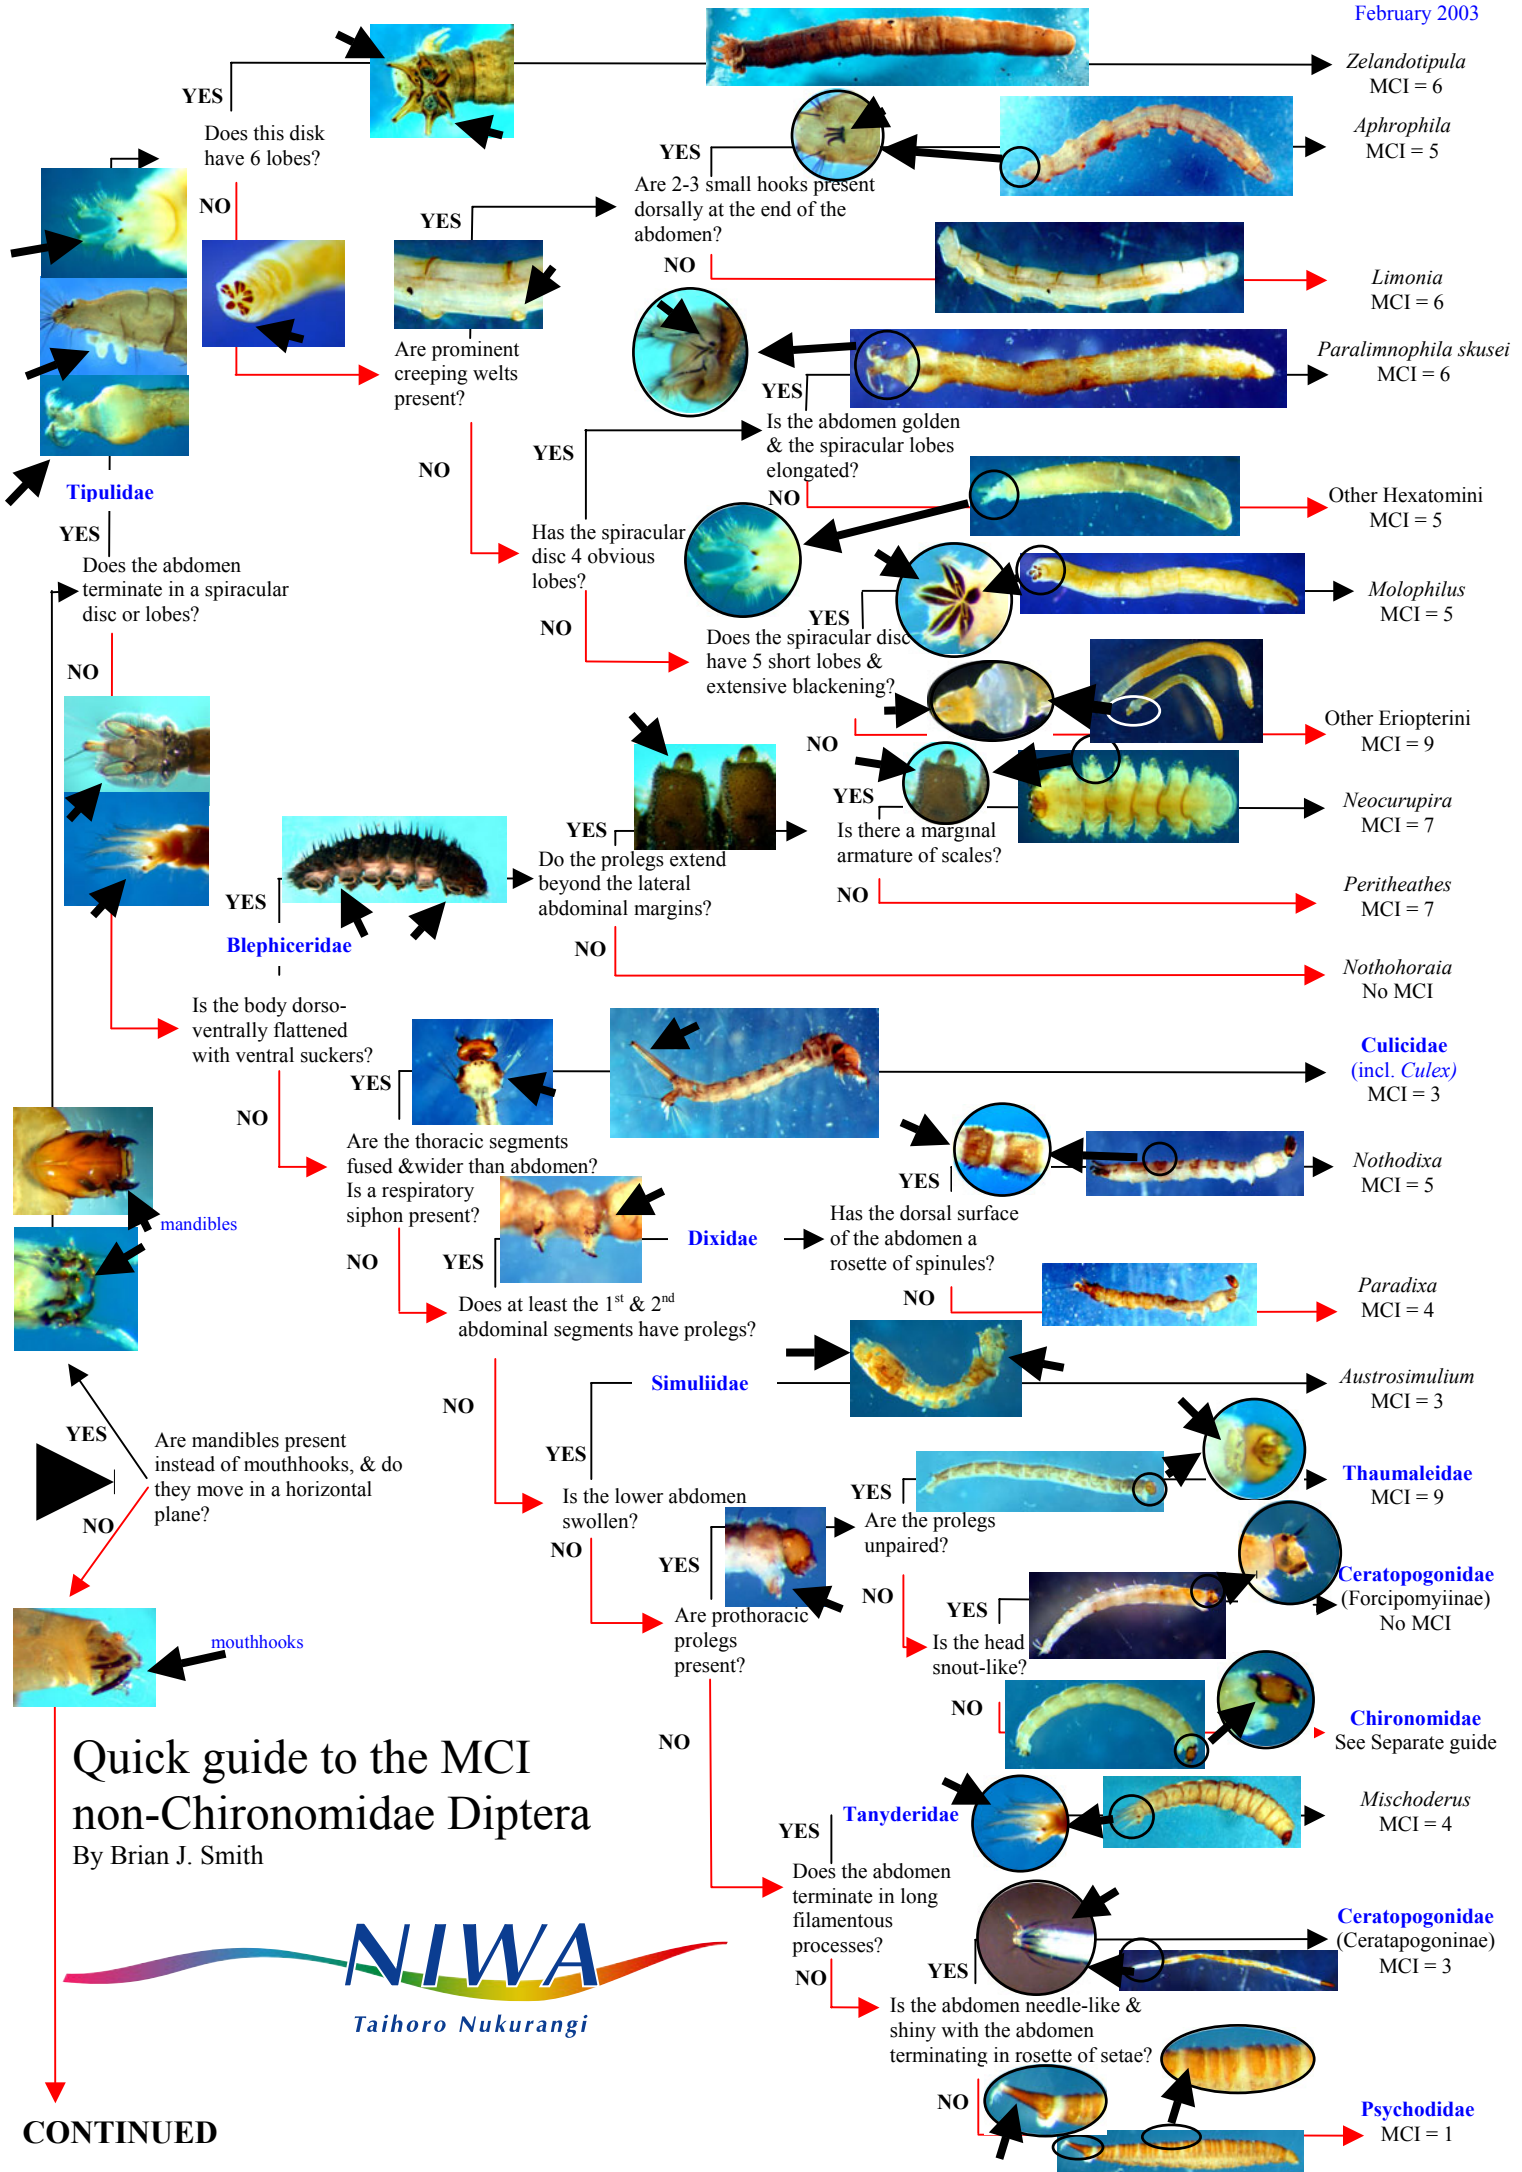 February 2003
Zelandotipula
MCI = 6
YES
Does this disk
have 6 lobes?
Aphrophila
MCI = 5
YES
Are 2-3 small hooks present
dorsally at the end of the
abdomen?
NO
YES
NO
Limonia
MCI = 6
Are prominent
creeping welts
present?
Paralimnophila skusei
MCI = 6
YES
Is the abdomen golden
& the spiracular lobes
elongated?
YES
NO
NO
Other Hexatomini
MCI = 5
Tipulidae
YES
Has the spiracular
disc 4 obvious
lobes?
Does the abdomen
terminate in a spiracular
disc or lobes?
Molophilus
MCI = 5
YES
NO
Does the spiracular disc
have 5 short lobes &
extensive blackening?
NO
Other Eriopterini
MCI = 9
NO
YES
Neocurupira
MCI = 7
Is there a marginal
armature of scales?
YES
Do the prolegs extend
beyond the lateral
abdominal margins?
NO
Peritheathes
MCI = 7
YES
Blephiceridae
NO
Nothohoraia
No MCI
Is the body dorso-
ventrally flattened
with ventral suckers?
Culicidae
(incl. Culex)
MCI = 3
YES
NO
Are the thoracic segments
fused &wider than abdomen?
Is a respiratory
siphon present?
Nothodixa
MCI = 5
YES
Has the dorsal surface
of the abdomen a
rosette of spinules?
mandibles
Dixidae
NO
YES
Does at least the 1st & 2nd
abdominal segments have prolegs?
NO
Paradixa
MCI = 4
Simuliidae
Austrosimulium
MCI = 3
NO
YES
YES
Are mandibles present
instead of mouthhooks, & do
they move in a horizontal
plane?
NO
Is the lower abdomen
swollen?
Thaumaleidae
MCI = 9
YES
Are the prolegs
unpaired?
NO
YES
Are prothoracic
prolegs
present?
Ceratopogonidae
(Forcipomyiinae)
No MCI
NO
YES
Is the head
snout-like?
mouthhooks
NO
Chironomidae
See Separate guide
NO
Quick guide to the MCI
non-Chironomidae Diptera
By Brian J. Smith
Tanyderidae
Mischoderus
MCI = 4
YES
Does the abdomen
terminate in long
filamentous
processes?
Ceratopogonidae
(Ceratapogoninae)
MCI = 3
NO
YES
Is the abdomen needle-like &
shiny with the abdomen
terminating in rosette of setae?
NIWA
Taihoro Nukurangi
NO
Psychodidae
MCI = 1
CONTINUED